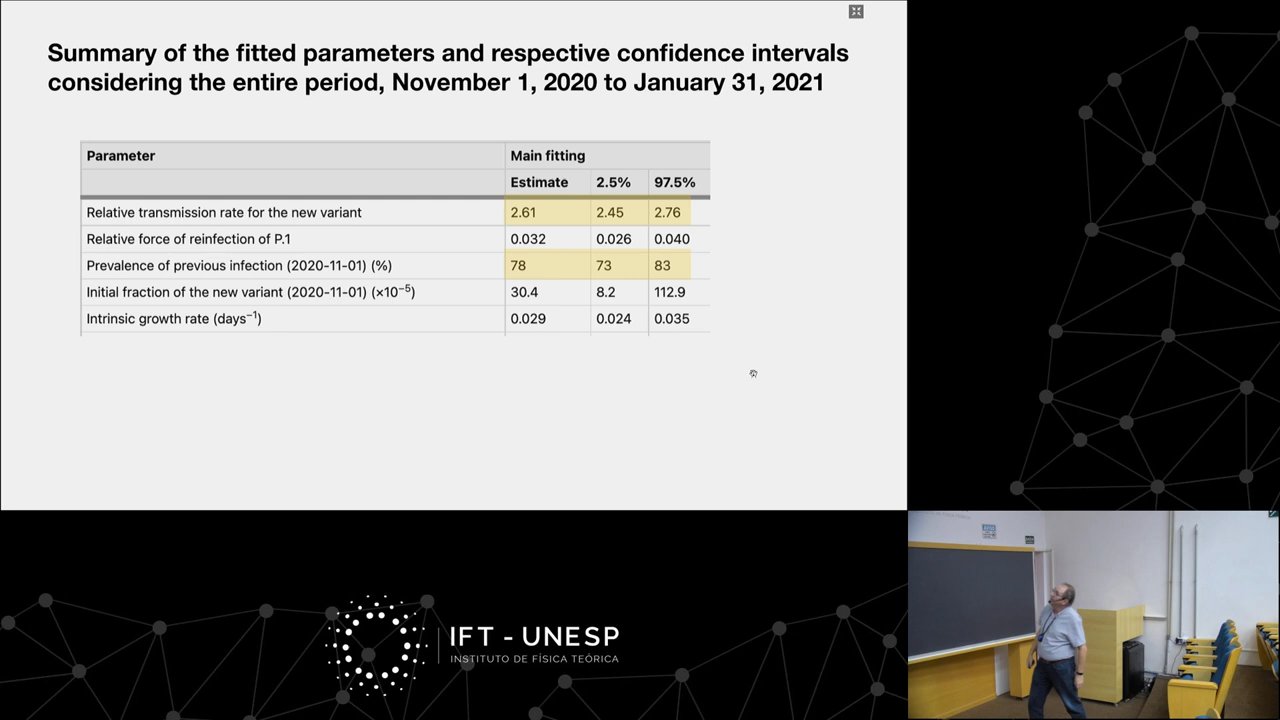 Summary of the fitted parameters and respective confidence intervals
considering the entire period, November 1, 2020 to January 31, 2021
Parameter Main fitting
Estimate 2.5% 97.5%
Relative transmission rate for the new variant 2.61 2.45 2.76
Relative force of reinfection of P.1 0.032 0.026 0.040
Prevalence of previous infection (2020-11-01) (%) 78 73 83
Initial fraction of the new variant (2020-11-01) (×10⁻⁵) 30.4 8.2 112.9
Intrinsic growth rate (days⁻¹) 0.029 0.024 0.035
IFT - UNESP
INSTITUTO DE FÍSICA TEÓRICA